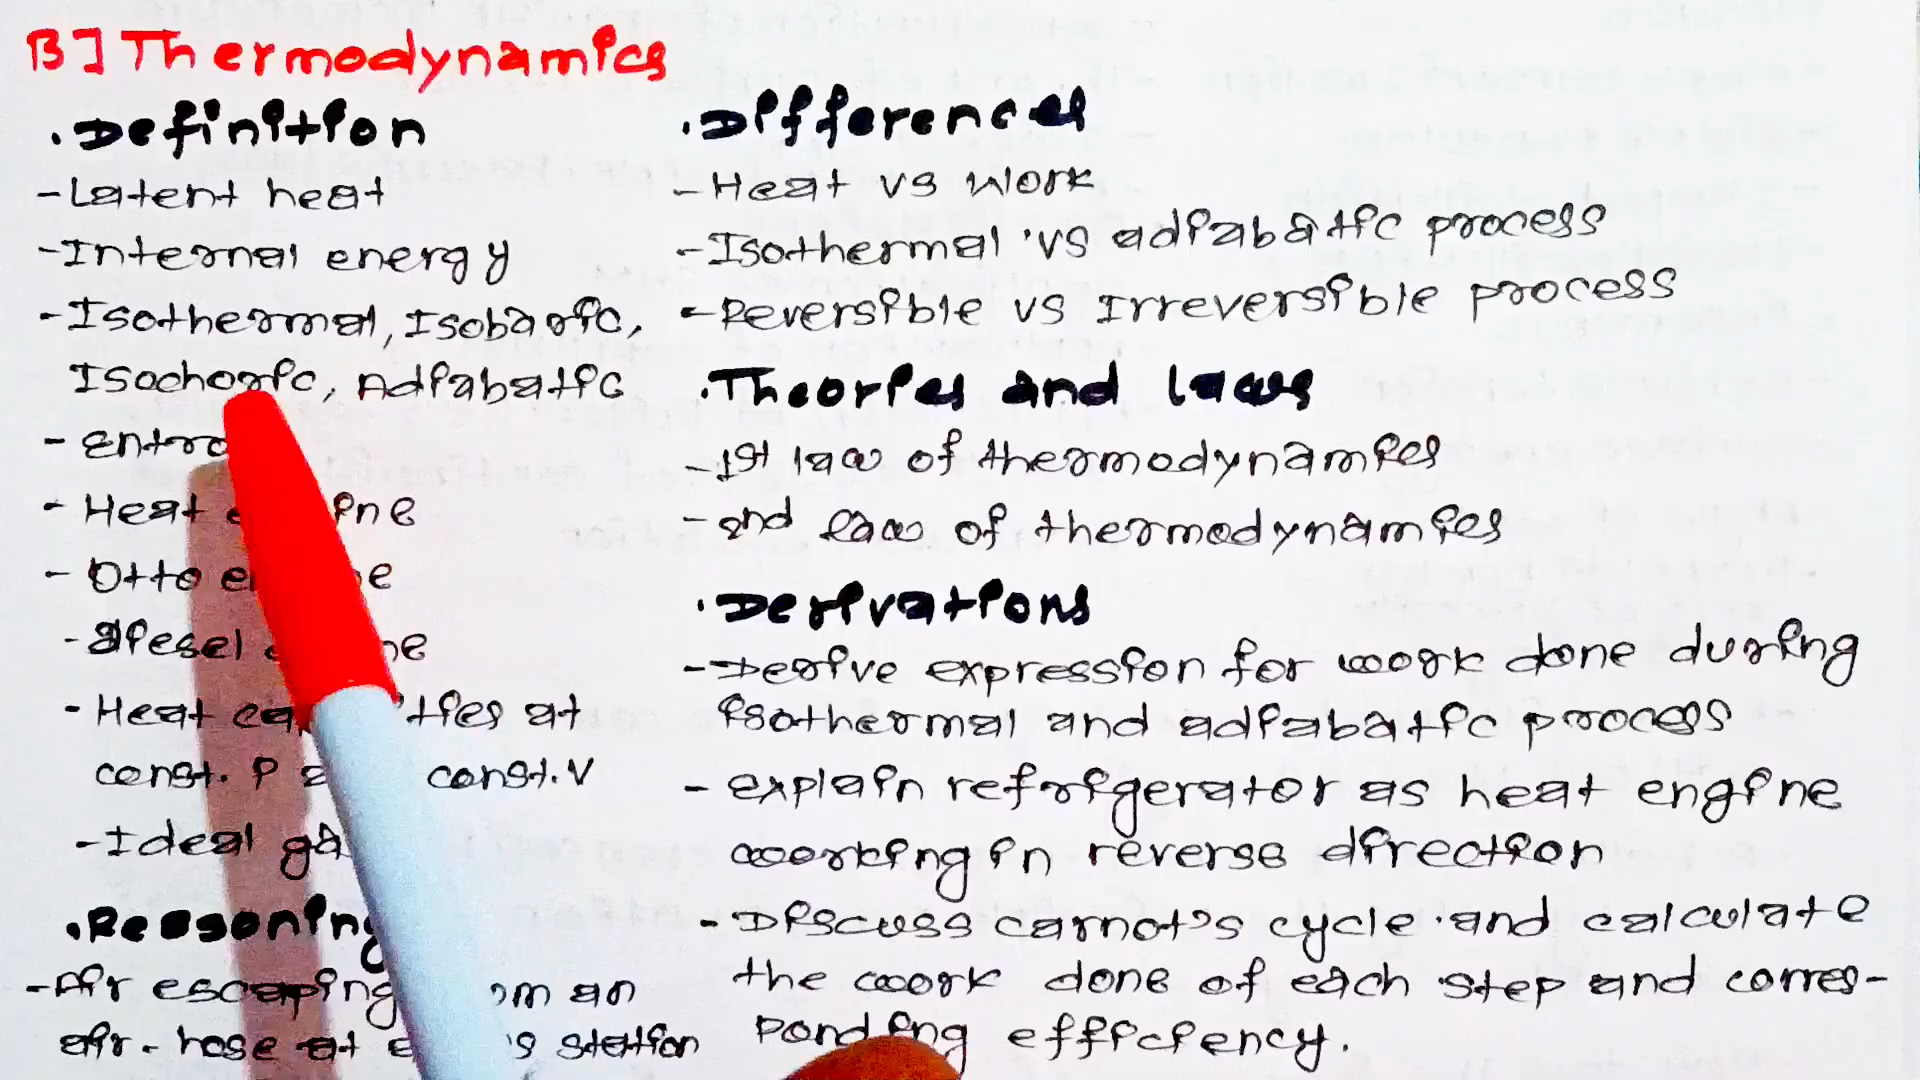 B] Thermodynamics
• Definition
- Latent heat
- Internal energy
- Isothermal, Isobaric,
Isochoric, Adiabatic
- Heat
- Otto
- Diesel
- Heat at
const. P const. V
- Ideal
• Reasoning
- Air escaping an
air-hose at station
• Differences
- Heat vs Work
- Isothermal vs adiabatic process
- Reversible vs Irreversible process
• Theories and laws
- 1st law of thermodynamics
- 2nd law of thermodynamics
• Derivations
- Derive expression for work done during
isothermal and adiabatic process
- explain refrigerator as heat engine
working in reverse direction
- Discuss carnot's cycle and calculate
the work done of each step and corres-
ponding efficiency.